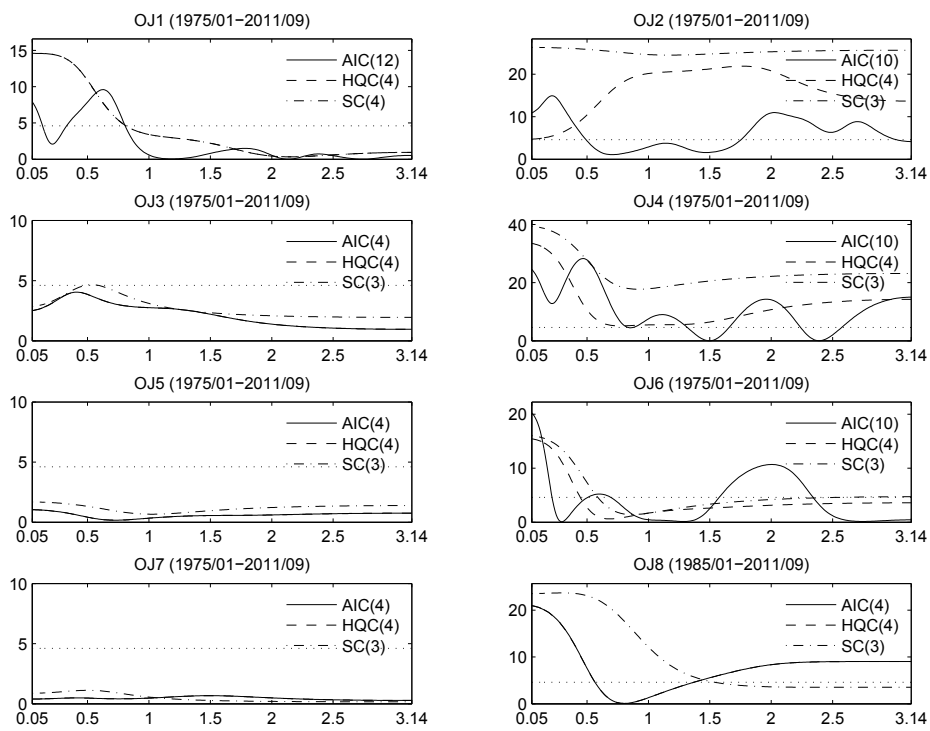 OJ1 (1975/01−2011/09)
15
10
5
0
AIC(12)
HQC(4)
SC(4)
0.05 0.5 1 1.5 2 2.5 3.14
OJ2 (1975/01−2011/09)
20
10
0
AIC(10)
HQC(4)
SC(3)
0.05 0.5 1 1.5 2 2.5 3.14
OJ3 (1975/01−2011/09)
10
5
0
AIC(4)
HQC(4)
SC(3)
0.05 0.5 1 1.5 2 2.5 3.14
OJ4 (1975/01−2011/09)
40
20
10
0
AIC(10)
HQC(4)
SC(3)
0.05 0.5 1 1.5 2 2.5 3.14
OJ5 (1975/01−2011/09)
10
5
0
AIC(4)
HQC(4)
SC(3)
0.05 0.5 1 1.5 2 2.5 3.14
OJ6 (1975/01−2011/09)
20
10
5
0
AIC(10)
HQC(4)
SC(3)
0.05 0.5 1 1.5 2 2.5 3.14
OJ7 (1975/01−2011/09)
10
5
0
AIC(4)
HQC(4)
SC(3)
0.05 0.5 1 1.5 2 2.5 3.14
OJ8 (1985/01−2011/09)
20
10
0
AIC(4)
HQC(4)
SC(3)
0.05 0.5 1 1.5 2 2.5 3.14